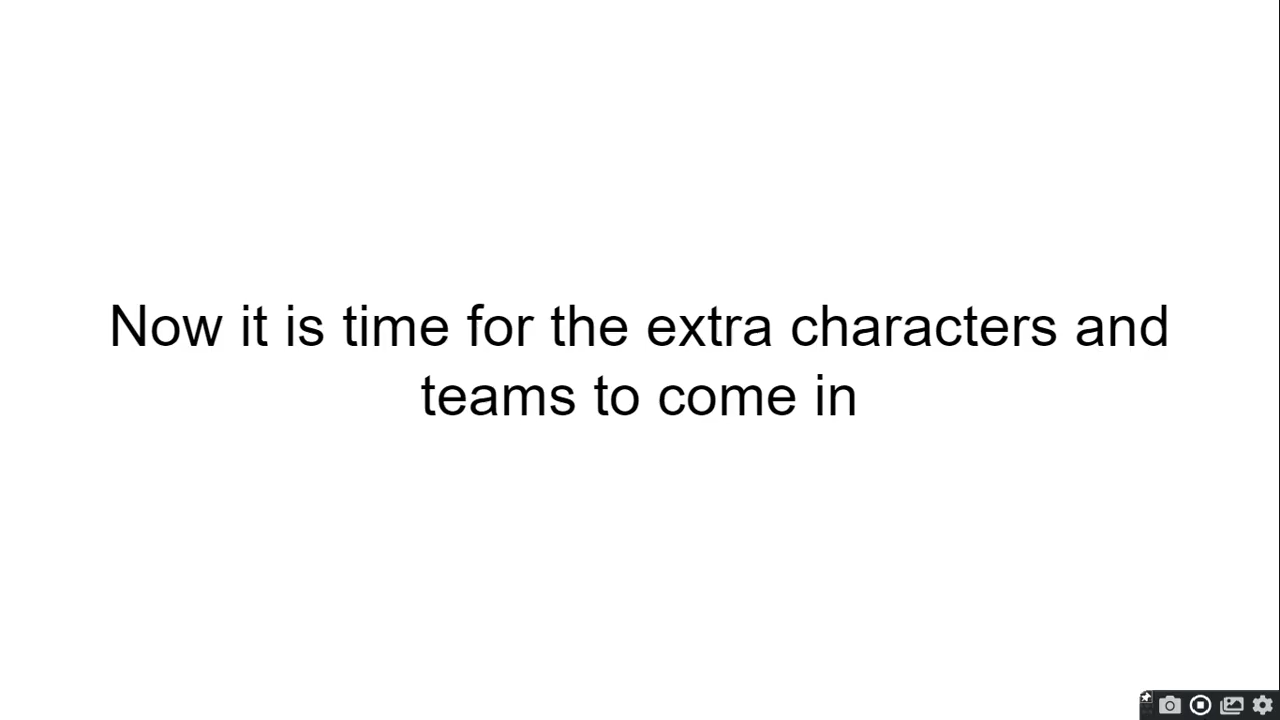 Now it is time for the extra characters and
teams to come in